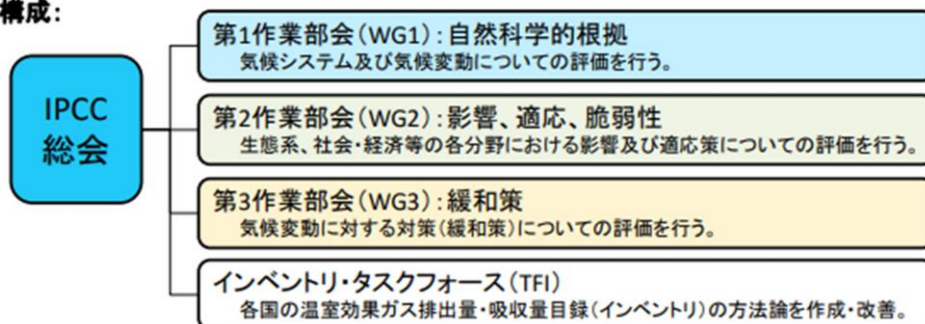 構成:
IPCC
総会
第1作業部会(WG1):自然科学的根拠
気候システム及び気候変動についての評価を行う。
第2作業部会(WG2):影響、適応、脆弱性
生態系、社会・経済等の各分野における影響及び適応策についての評価を行う。
第3作業部会(WG3):緩和策
気候変動に対する対策(緩和策)についての評価を行う。
インベントリ・タスクフォース(TFI)
各国の温室効果ガス排出量・吸収量目録(インベントリ)の方法論を作成・改善。